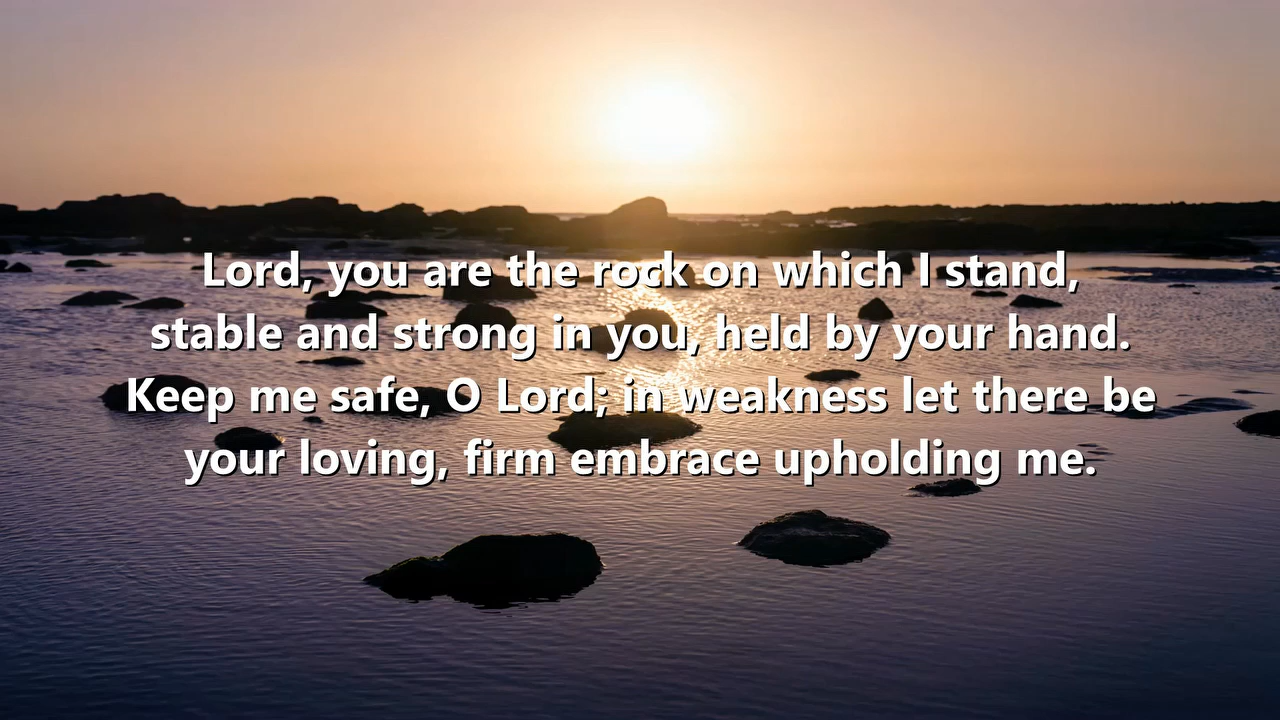 Lord, you are the rock on which I stand,
stable and strong in you, held by your hand.
Keep me safe, O Lord; in weakness let there be
your loving, firm embrace upholding me.